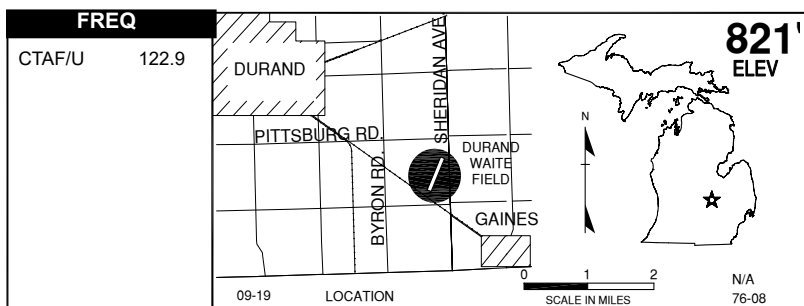 FREQ
CTAF/U 122.9
DURAND
PITTSBURG RD.
BYRON RD.
SHERIDAN AVE
DURAND
WAITE
FIELD
GAINES
09-19 LOCATION
821'
ELEV
N
0 1 2
SCALE IN MILES
N/A
76-08